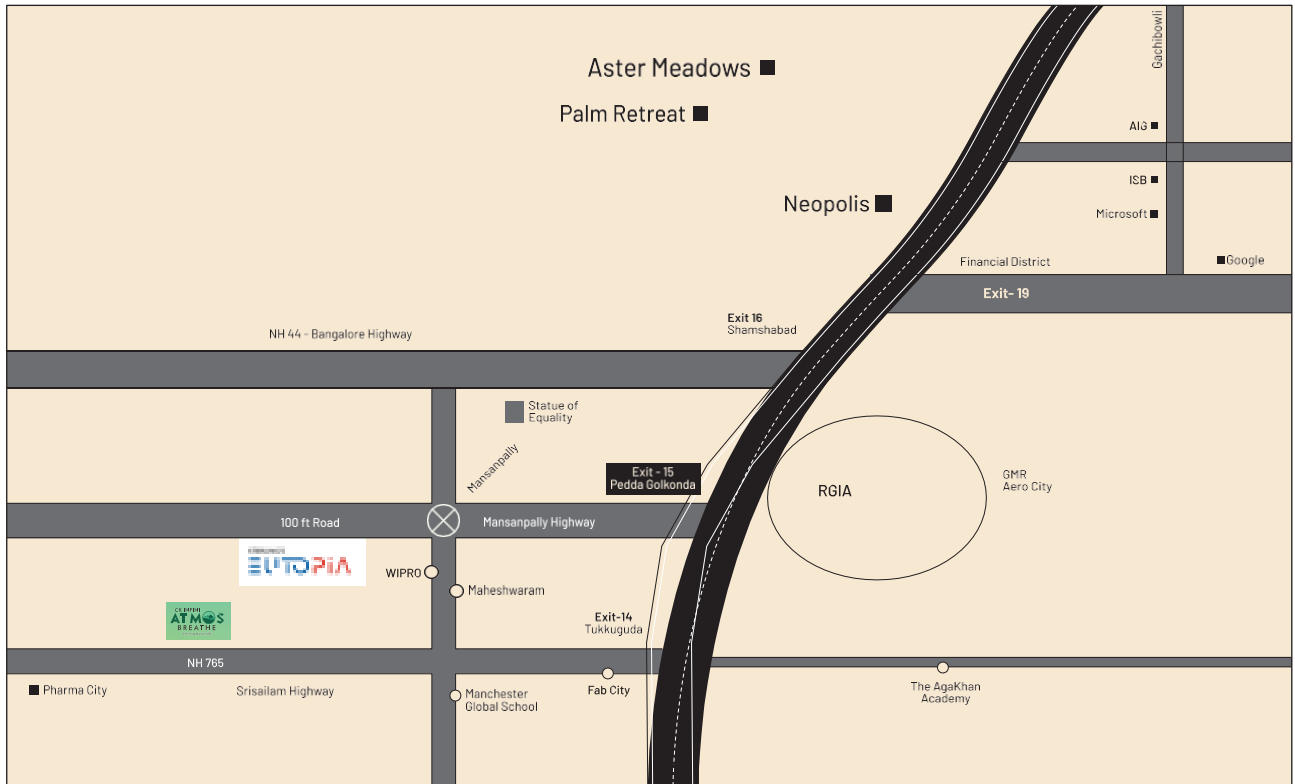 Gachibowli
Aster Meadows
Palm Retreat
AIG
ISB
Neopolis
Microsoft
Financial District
Google
Exit- 19
Exit 16
Shamshabad
NH 44 - Bangalore Highway
Statue of
Equality
Mansanpally
Exit - 15
Pedda Golkonda
GMR
Aero City
RGIA
100 ft Road
Mansanpally Highway
EUTOPiA
WIPRO
Maheshwaram
ATMOS
BREATHE
Exit-14
Tukkuguda
NH 765
Pharma City
Srisailam Highway
Manchester
Global School
Fab City
The AgaKhan
Academy